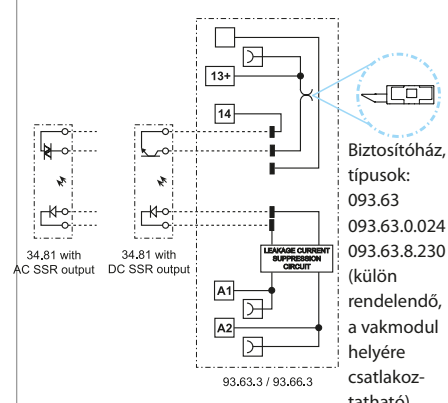 13+
14
34.81 with
AC SSR output
34.81 with
DC SSR output
LEAKAGE CURRENT
SUPPRESSION
CIRCUIT
A1
A2
93.63.3 / 93.66.3
Biztosítóház,
típusok:
093.63
093.63.0.024
093.63.8.230
(külön
rendelendő,
a vakmodul
helyére
csatlakoz-
tatható)